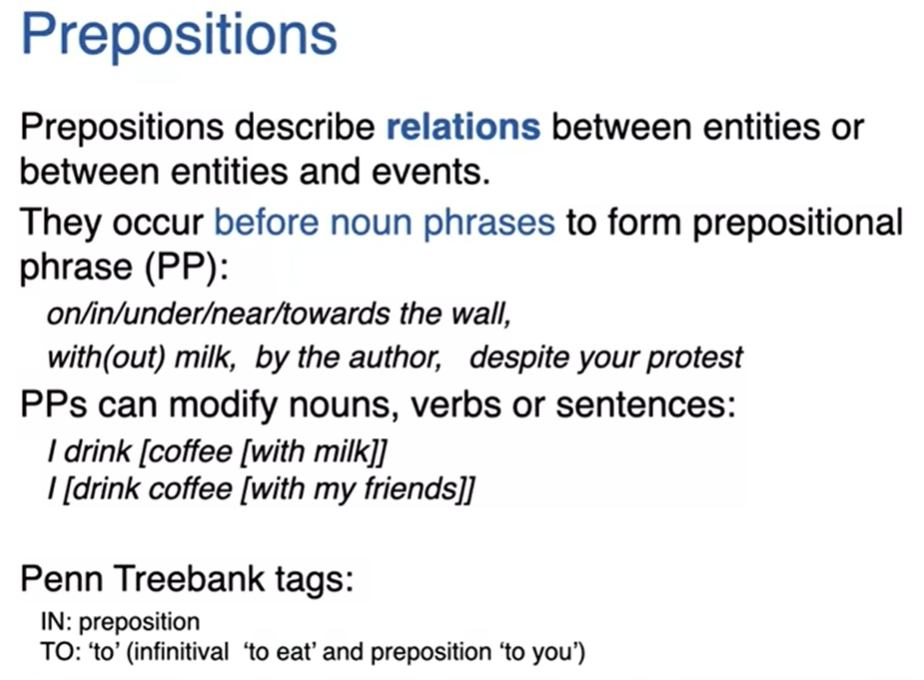 Prepositions
Prepositions describe relations between entities or
between entities and events.
They occur before noun phrases to form prepositional
phrase (PP):
on/in/under/near/towards the wall,
with(out) milk, by the author, despite your protest
PPs can modify nouns, verbs or sentences:
I drink [coffee [with milk]]
I [drink coffee [with my friends]]
Penn Treebank tags:
IN: preposition
TO: ‘to’ (infinitival ‘to eat’ and preposition ‘to you’)